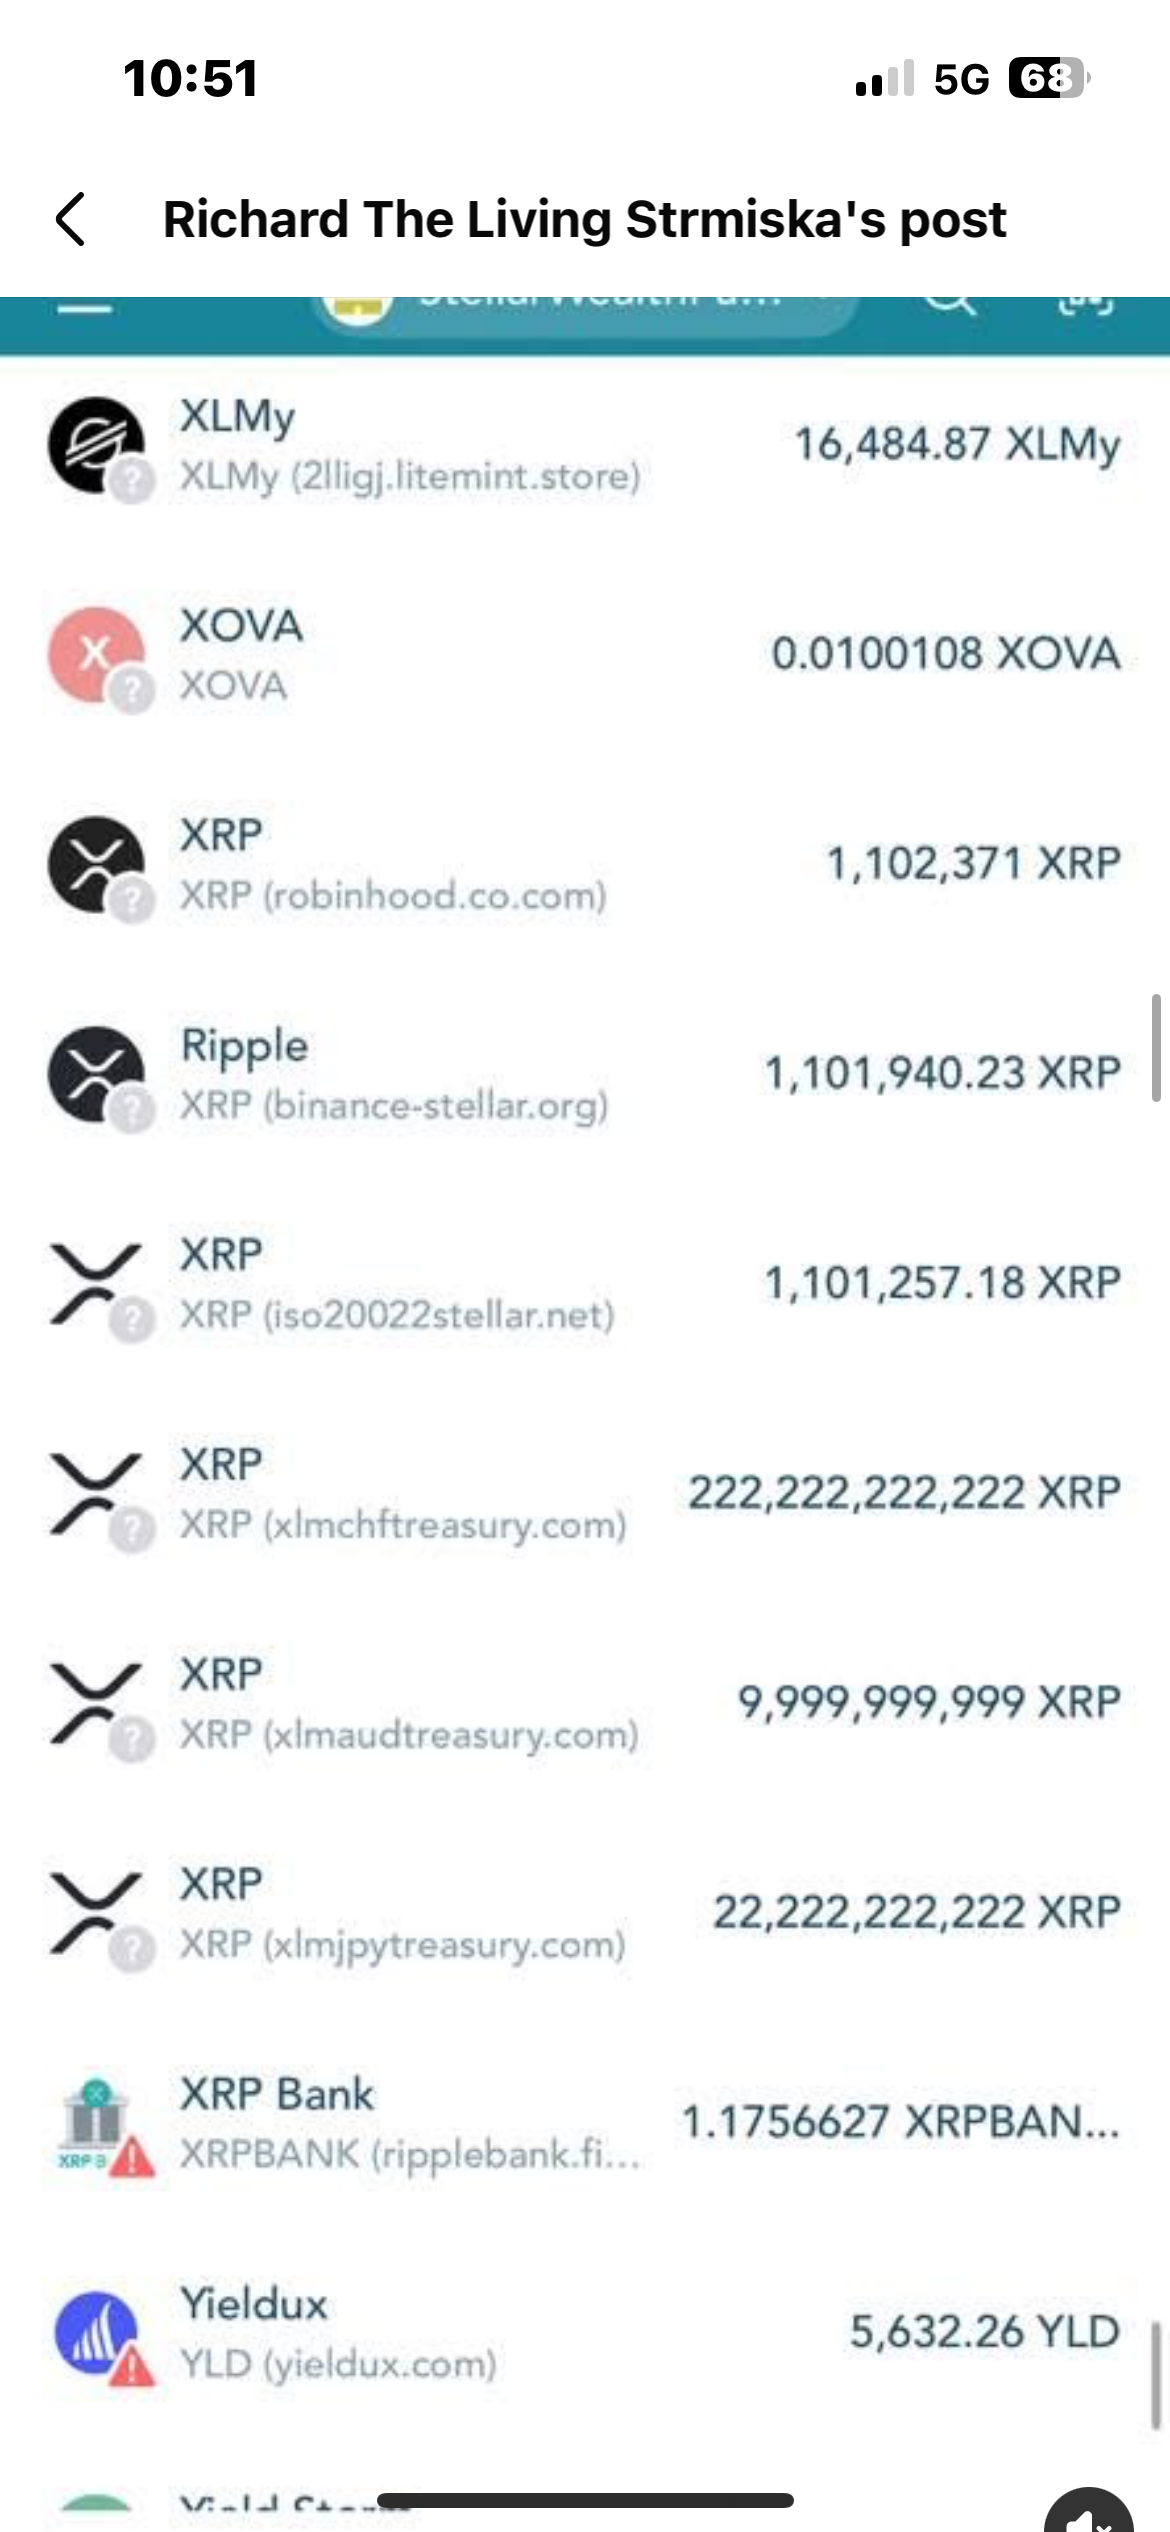 10:51
5G 68
Richard The Living Strmiska's post
XLMy
16,484.87 XLMy
XLMy (2lligj.litemint.store)
XOVA
0.0100108 XOVA
XOVA
XRP
1,102,371 XRP
XRP (robinhood.co.com)
Ripple
1,101,940.23 XRP
XRP (binance-stellar.org)
XRP
1,101,257.18 XRP
XRP (iso20022stellar.net)
XRP
222,222,222,222 XRP
XRP (xlmchftreasury.com)
XRP
9,999,999,999 XRP
XRP (xlmaudtreasury.com)
XRP
22,222,222,222 XRP
XRP (xlmjpytreasury.com)
XRP Bank
1.1756627 XRPBAN...
XRPBANK (ripplebank.fi...
Yieldux
5,632.26 YLD
YLD (yieldux.com)